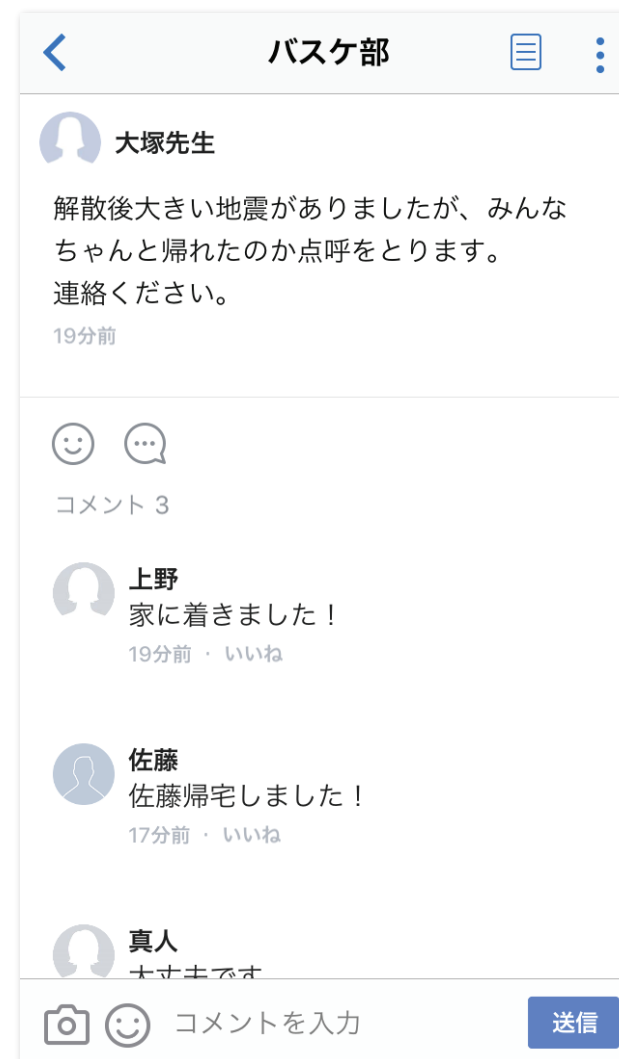 バスケ部
大塚先生
解散後大きい地震がありましたが、みんな
ちゃんと帰れたのか点呼をとります。
連絡ください。
19分前
コメント 3
上野
家に着きました！
19分前 · いいね
佐藤
佐藤帰宅しました！
17分前 · いいね
真人
大丈夫です
コメントを入力
送信